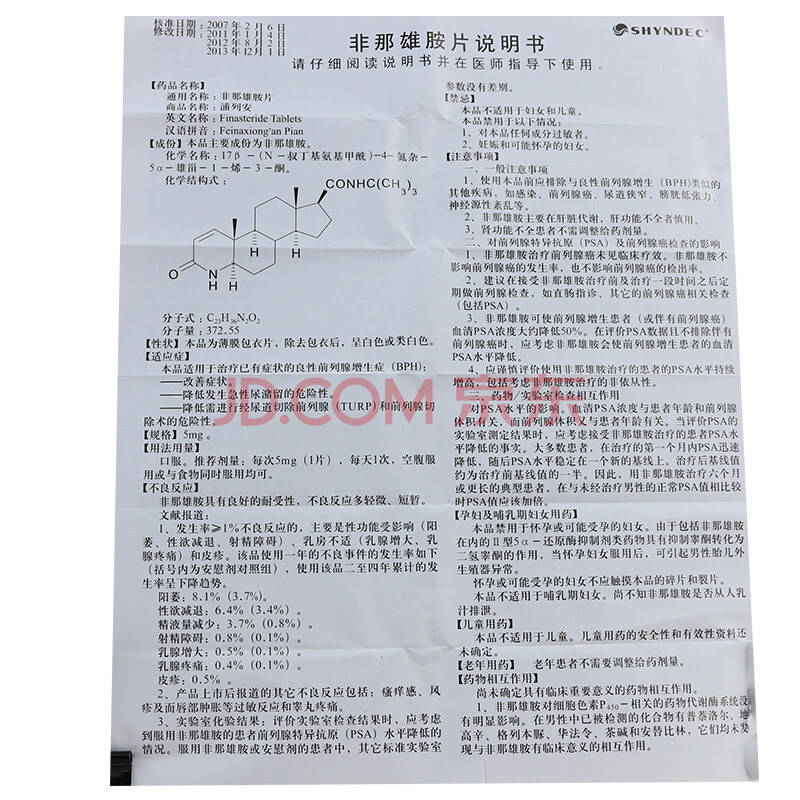 核准日期：2007年2月6日
修改日期：2011年1月4日
2012年8月2日
2013年12月1日
SHYNDEC
非那雄胺片说明书
请仔细阅读说明书并在医师指导下使用。
【药品名称】
通用名称：非那雄胺片
商品名称：浦列安
英文名称：Finasteride Tablets
汉语拼音：Feinaxiong'an Pian
【成份】本品主要成份为非那雄胺。
化学名称：17β－（N－叔丁基氨基甲酰）－4－氮杂－
5α－雄甾－1－烯－3－酮。
化学结构式：
CONHC(CH3)3
H
H
H
O
N
H
H
分子式：C23H36N2O2
分子量：372.55
【性状】本品为薄膜包衣片，除去包衣后，呈白色或类白色。
【适应症】
本品适用于治疗已有症状的良性前列腺增生症（BPH）：
——改善症状
——降低发生急性尿潴留的危险性。
——降低需进行经尿道切除前列腺（TURP）和前列腺切
除术的危险性。
【规格】5mg。
【用法用量】
口服。推荐剂量：每次5mg（1片），每天1次，空腹服
用或与食物同时服用均可。
【不良反应】
非那雄胺具有良好的耐受性，不良反应多轻微、短暂。
文献报道：
1、发生率≥1%不良反应的，主要是性功能受影响（阳
萎、性欲减退、射精障碍），乳房不适（乳腺增大、乳
腺疼痛）和皮疹。该品使用一年的不良事件的发生率如下
（括号内为安慰剂对照组），使用该品二至四年累计的发
生率呈下降趋势。
阳萎：8.1%（3.7%）。
性欲减退：6.4%（3.4%）。
精液量减少：3.7%（0.8%）。
射精障碍：0.8%（0.1%）。
乳腺增大：0.5%（0.1%）。
乳腺疼痛：0.4%（0.1%）。
皮疹：0.5%。
2、产品上市后报道的其它不良反应包括：瘙痒感、风
疹及面唇部肿胀等过敏反应和睾丸疼痛。
3、实验室化验结果：评价实验室检查结果时，应考虑
到服用非那雄胺的患者前列腺特异抗原（PSA）水平降低的
情况。服用非那雄胺或安慰剂的患者中，其它标准实验室
参数没有差别。
【禁忌】
本品不适用于妇女和儿童。
本品禁用于以下情况：
1、对本品任何成分过敏者。
2、妊娠和可能怀孕的妇女。
【注意事项】
一、一般注意事项
1、使用本品前应排除与良性前列腺增生（BPH）类似的
其他疾病，如感染、前列腺癌、尿道狭窄、膀胱低张力、
神经源性紊乱等。
2、非那雄胺主要在肝脏代谢，肝功能不全者慎用。
3、肾功能不全患者不需调整给药剂量。
二、对前列腺特异抗原（PSA）及前列腺癌检查的影响
1、非那雄胺治疗前列腺癌未见临床疗效。非那雄胺不
影响前列腺癌的发生率，也不影响前列腺癌的检出率。
2、建议在接受非那雄胺治疗前及治疗一段时间之后定
期做前列腺检查，如直肠指诊、其它的前列腺癌相关检查
（包括PSA）。
3、非那雄胺可使前列腺增生患者（或伴有前列腺癌）
血清PSA浓度大约降低50%。在评价PSA数据且不排除伴有
前列腺癌时，应考虑非那雄胺会使前列腺增生患者的血清
PSA水平降低。
4、应谨慎评价使用非那雄胺治疗的患者的PSA水平持续
增高，包括考虑非那雄胺治疗的非依从性。
药物/实验室检查相互作用
对PSA水平的影响，血清PSA浓度与患者年龄和前列腺
体积有关，而前列腺体积又与患者年龄有关。当评价PSA的
实验室测定结果时，应考虑接受非那雄胺治疗的患者PSA水
平降低的事实。大多数患者，在治疗的第一个月内PSA迅速
降低，随后PSA水平稳定在一个新的基线上。治疗后基线值
约为治疗前基线值的一半。因此，用非那雄胺治疗六个月
或更长的典型患者，在与未经治疗男性的正常PSA值相比较
时PSA值应该加倍。
【孕妇及哺乳期妇女用药】
本品禁用于怀孕或可能受孕的妇女。由于包括非那雄胺
在内的Ⅱ型5α－还原酶抑制剂类药物具有抑制睾酮转化为
二氢睾酮的作用，当怀孕妇女服用后，可引起男性胎儿外
生殖器异常。
怀孕或可能受孕的妇女不应触摸本品的碎片和裂片。
本品不适用于哺乳期妇女。尚不知非那雄胺是否从人乳
汁排泄。
【儿童用药】
本品不适用于儿童。儿童用药的安全性和有效性资料还
未确定。
【老年用药】 老年患者不需要调整给药剂量。
【药物相互作用】
尚未确定具有临床重要意义的药物相互作用。
1、非那雄胺对细胞色素P450－相关的药物代谢酶系统没
有明显影响。在男性中已被检测的化合物有普萘洛尔、地
高辛、格列本脲、华法令、茶碱和安替比林，它们均未发
现与非那雄胺有临床意义的相互作用。
JD.COM 京东